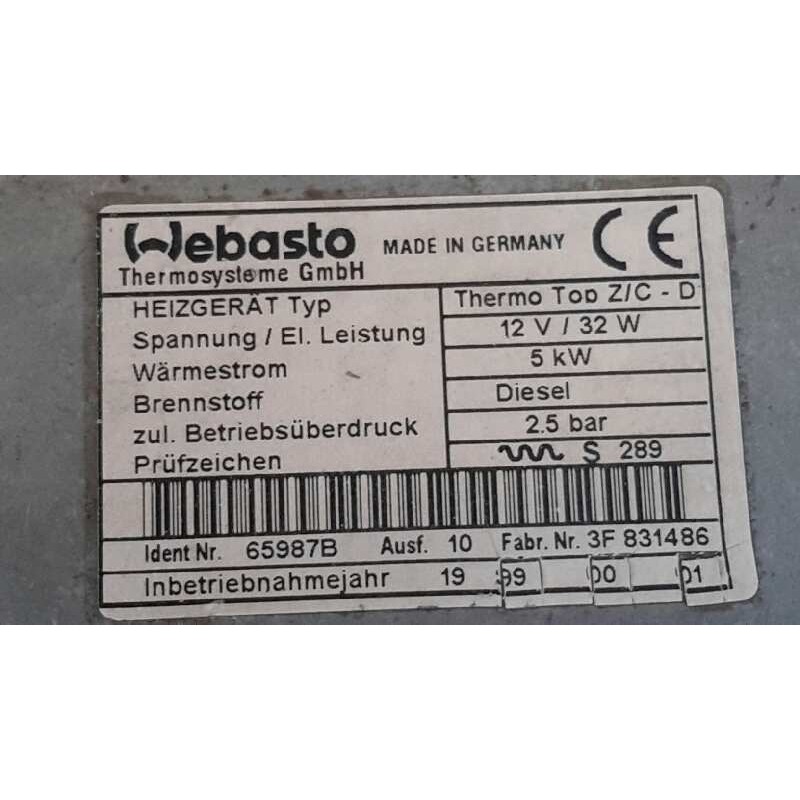 Webasto MADE IN GERMANY CE
Thermosysteme GmbH
HEIZGERÄT Typ Thermo Top Z/C - D
Spannung / El. Leistung 12 V / 32 W
Wärmestrom 5 kW
Brennstoff Diesel
zul. Betriebsüberdruck 2.5 bar
Prüfzeichen S 289
Ident Nr. 65987B Ausf. 10 Fabr. Nr. 3F 831486
Inbetriebnahmejahr 19 99 00 01